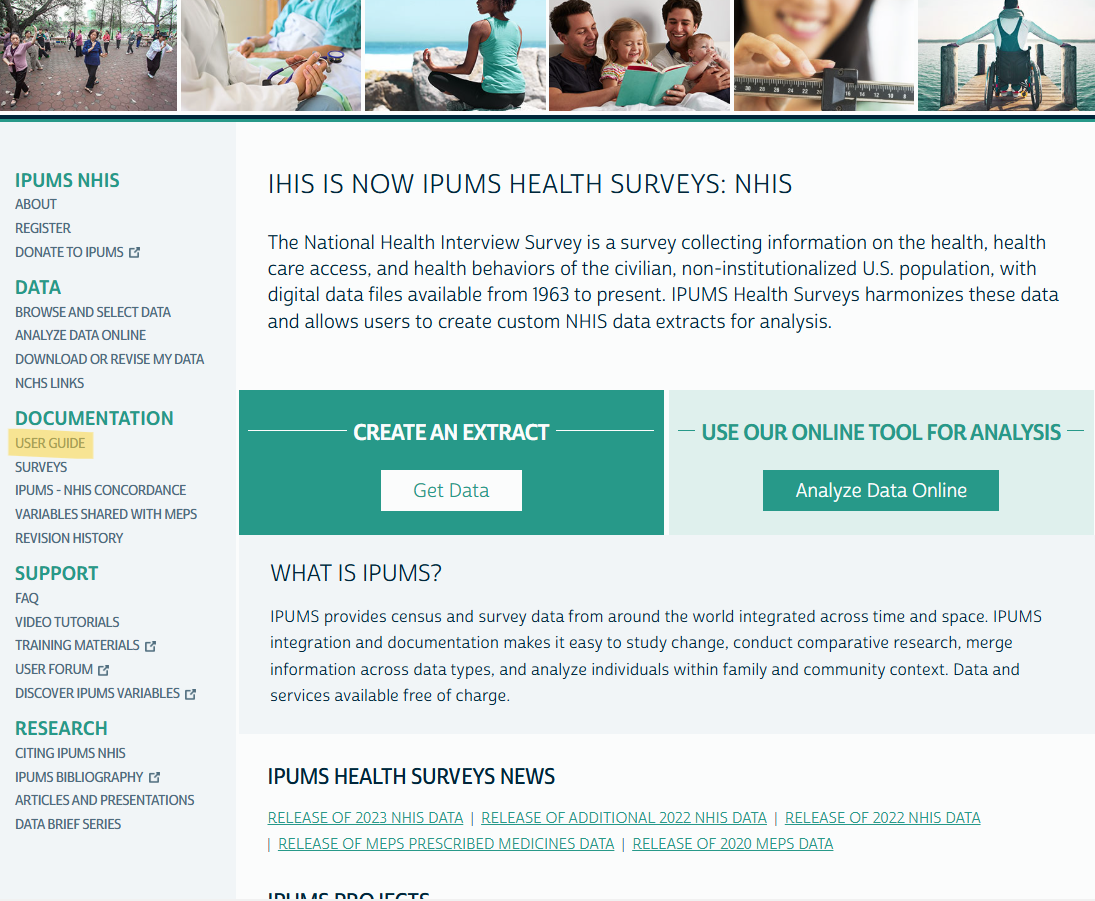 IPUMS NHIS
ABOUT
REGISTER
DONATE TO IPUMS
DATA
BROWSE AND SELECT DATA
ANALYZE DATA ONLINE
DOWNLOAD OR REVISE MY DATA
NCHS LINKS
DOCUMENTATION
USER GUIDE
SURVEYS
IPUMS - NHIS CONCORDANCE
VARIABLES SHARED WITH MEPS
REVISION HISTORY
SUPPORT
FAQ
VIDEO TUTORIALS
TRAINING MATERIALS
USER FORUM
DISCOVER IPUMS VARIABLES
RESEARCH
CITING IPUMS NHIS
IPUMS BIBLIOGRAPHY
ARTICLES AND PRESENTATIONS
DATA BRIEF SERIES
IHIS IS NOW IPUMS HEALTH SURVEYS: NHIS
The National Health Interview Survey is a survey collecting information on the health, health
care access, and health behaviors of the civilian, non-institutionalized U.S. population, with
digital data files available from 1963 to present. IPUMS Health Surveys harmonizes these data
and allows users to create custom NHIS data extracts for analysis.
CREATE AN EXTRACT
Get Data
USE OUR ONLINE TOOL FOR ANALYSIS
Analyze Data Online
WHAT IS IPUMS?
IPUMS provides census and survey data from around the world integrated across time and space. IPUMS
integration and documentation makes it easy to study change, conduct comparative research, merge
information across data types, and analyze individuals within family and community context. Data and
services available free of charge.
IPUMS HEALTH SURVEYS NEWS
RELEASE OF 2023 NHIS DATA | RELEASE OF ADDITIONAL 2022 NHIS DATA | RELEASE OF 2022 NHIS DATA
| RELEASE OF MEPS PRESCRIBED MEDICINES DATA | RELEASE OF 2020 MEPS DATA
IPUMS PROJECTS